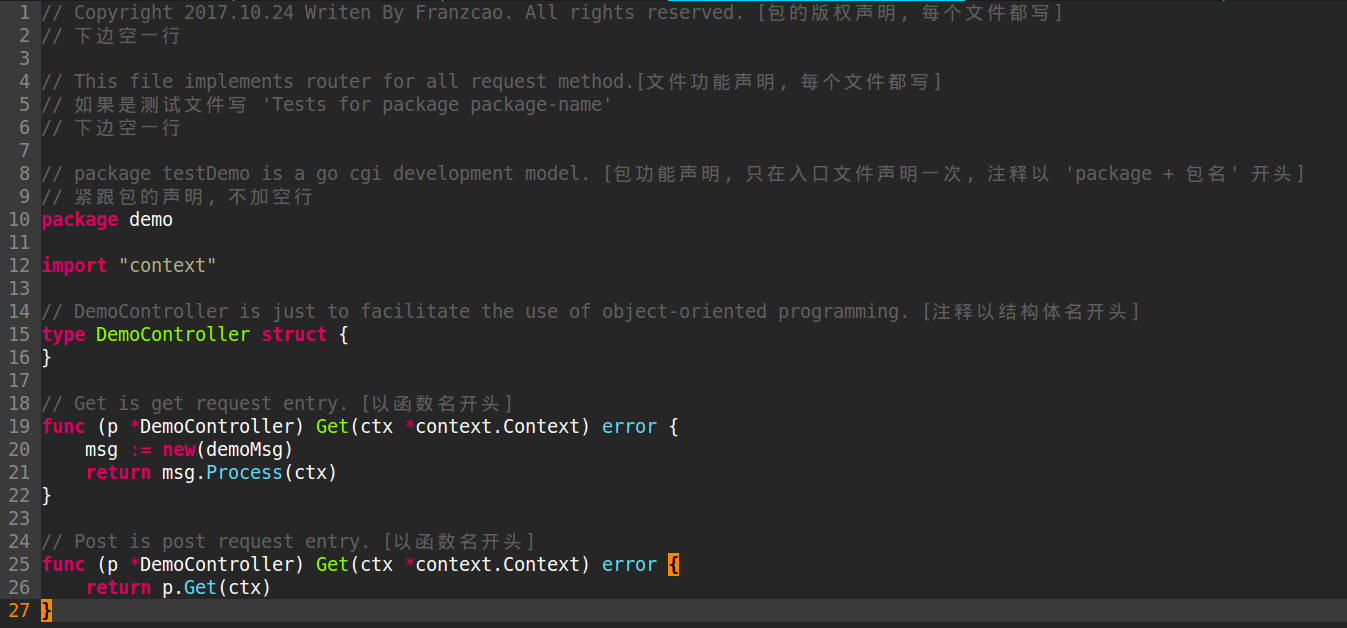 1 // Copyright 2017.10.24 Writen By Franzcao. All rights reserved. [包的版权声明, 每个文件都写]
2 // 下边空一行
3
4 // This file implements router for all request method.[文件功能声明, 每个文件都写]
5 // 如果是测试文件写 'Tests for package package-name'
6 // 下边空一行
7
8 // package testDemo is a go cgi development model. [包功能声明, 只在入口文件声明一次, 注释以 'package + 包名' 开头]
9 // 紧跟包的声明, 不加空行
10 package demo
11
12 import "context"
13
14 // DemoController is just to facilitate the use of object-oriented programming. [注释以结构体名开头]
15 type DemoController struct {
16 }
17
18 // Get is get request entry. [以函数名开头]
19 func (p *DemoController) Get(ctx *context.Context) error {
20     msg := new(demoMsg)
21     return msg.Process(ctx)
22 }
23
24 // Post is post request entry. [以函数名开头]
25 func (p *DemoController) Get(ctx *context.Context) error {
26     return p.Get(ctx)
27 }